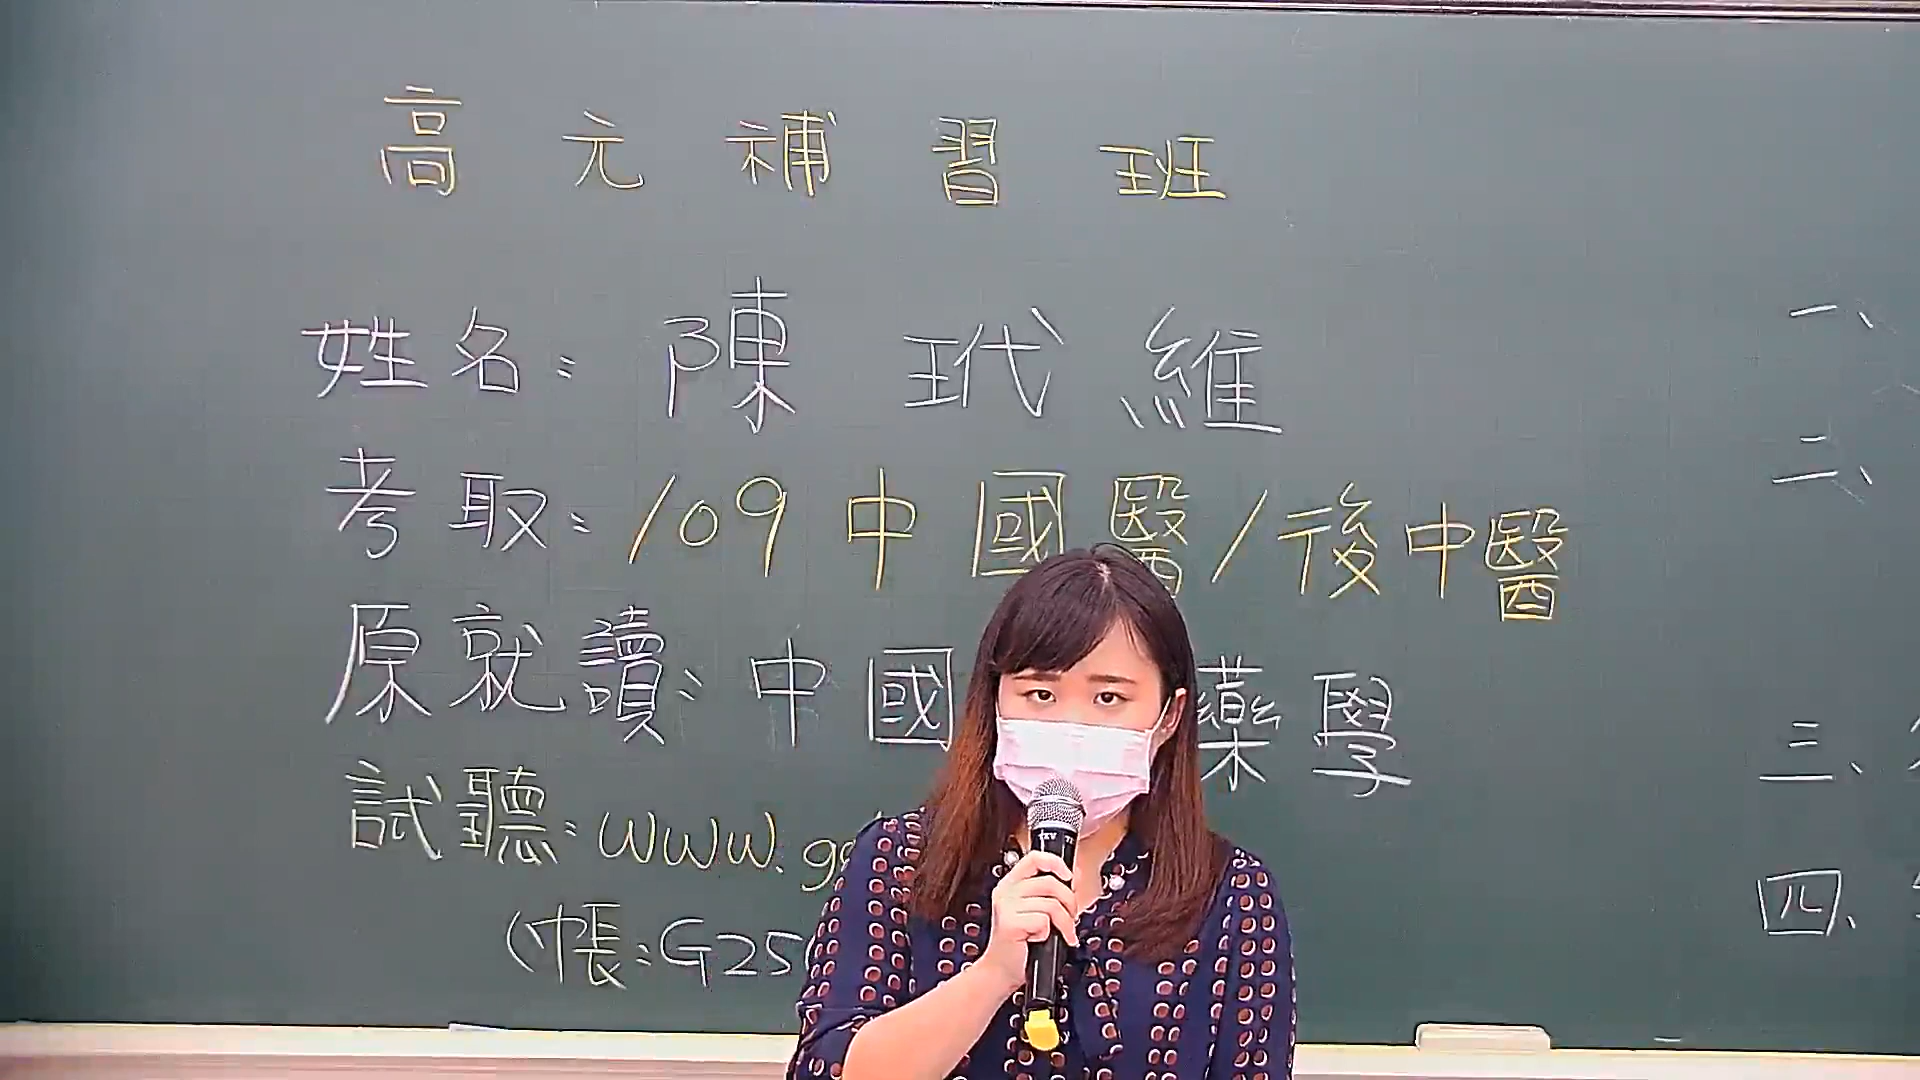 高元補習班
姓名：陳玳維
考取：109中國醫/後中醫
原就讀：中國 藥學
試聽：www.g
(帳：G25
一、
二、
三、
四、